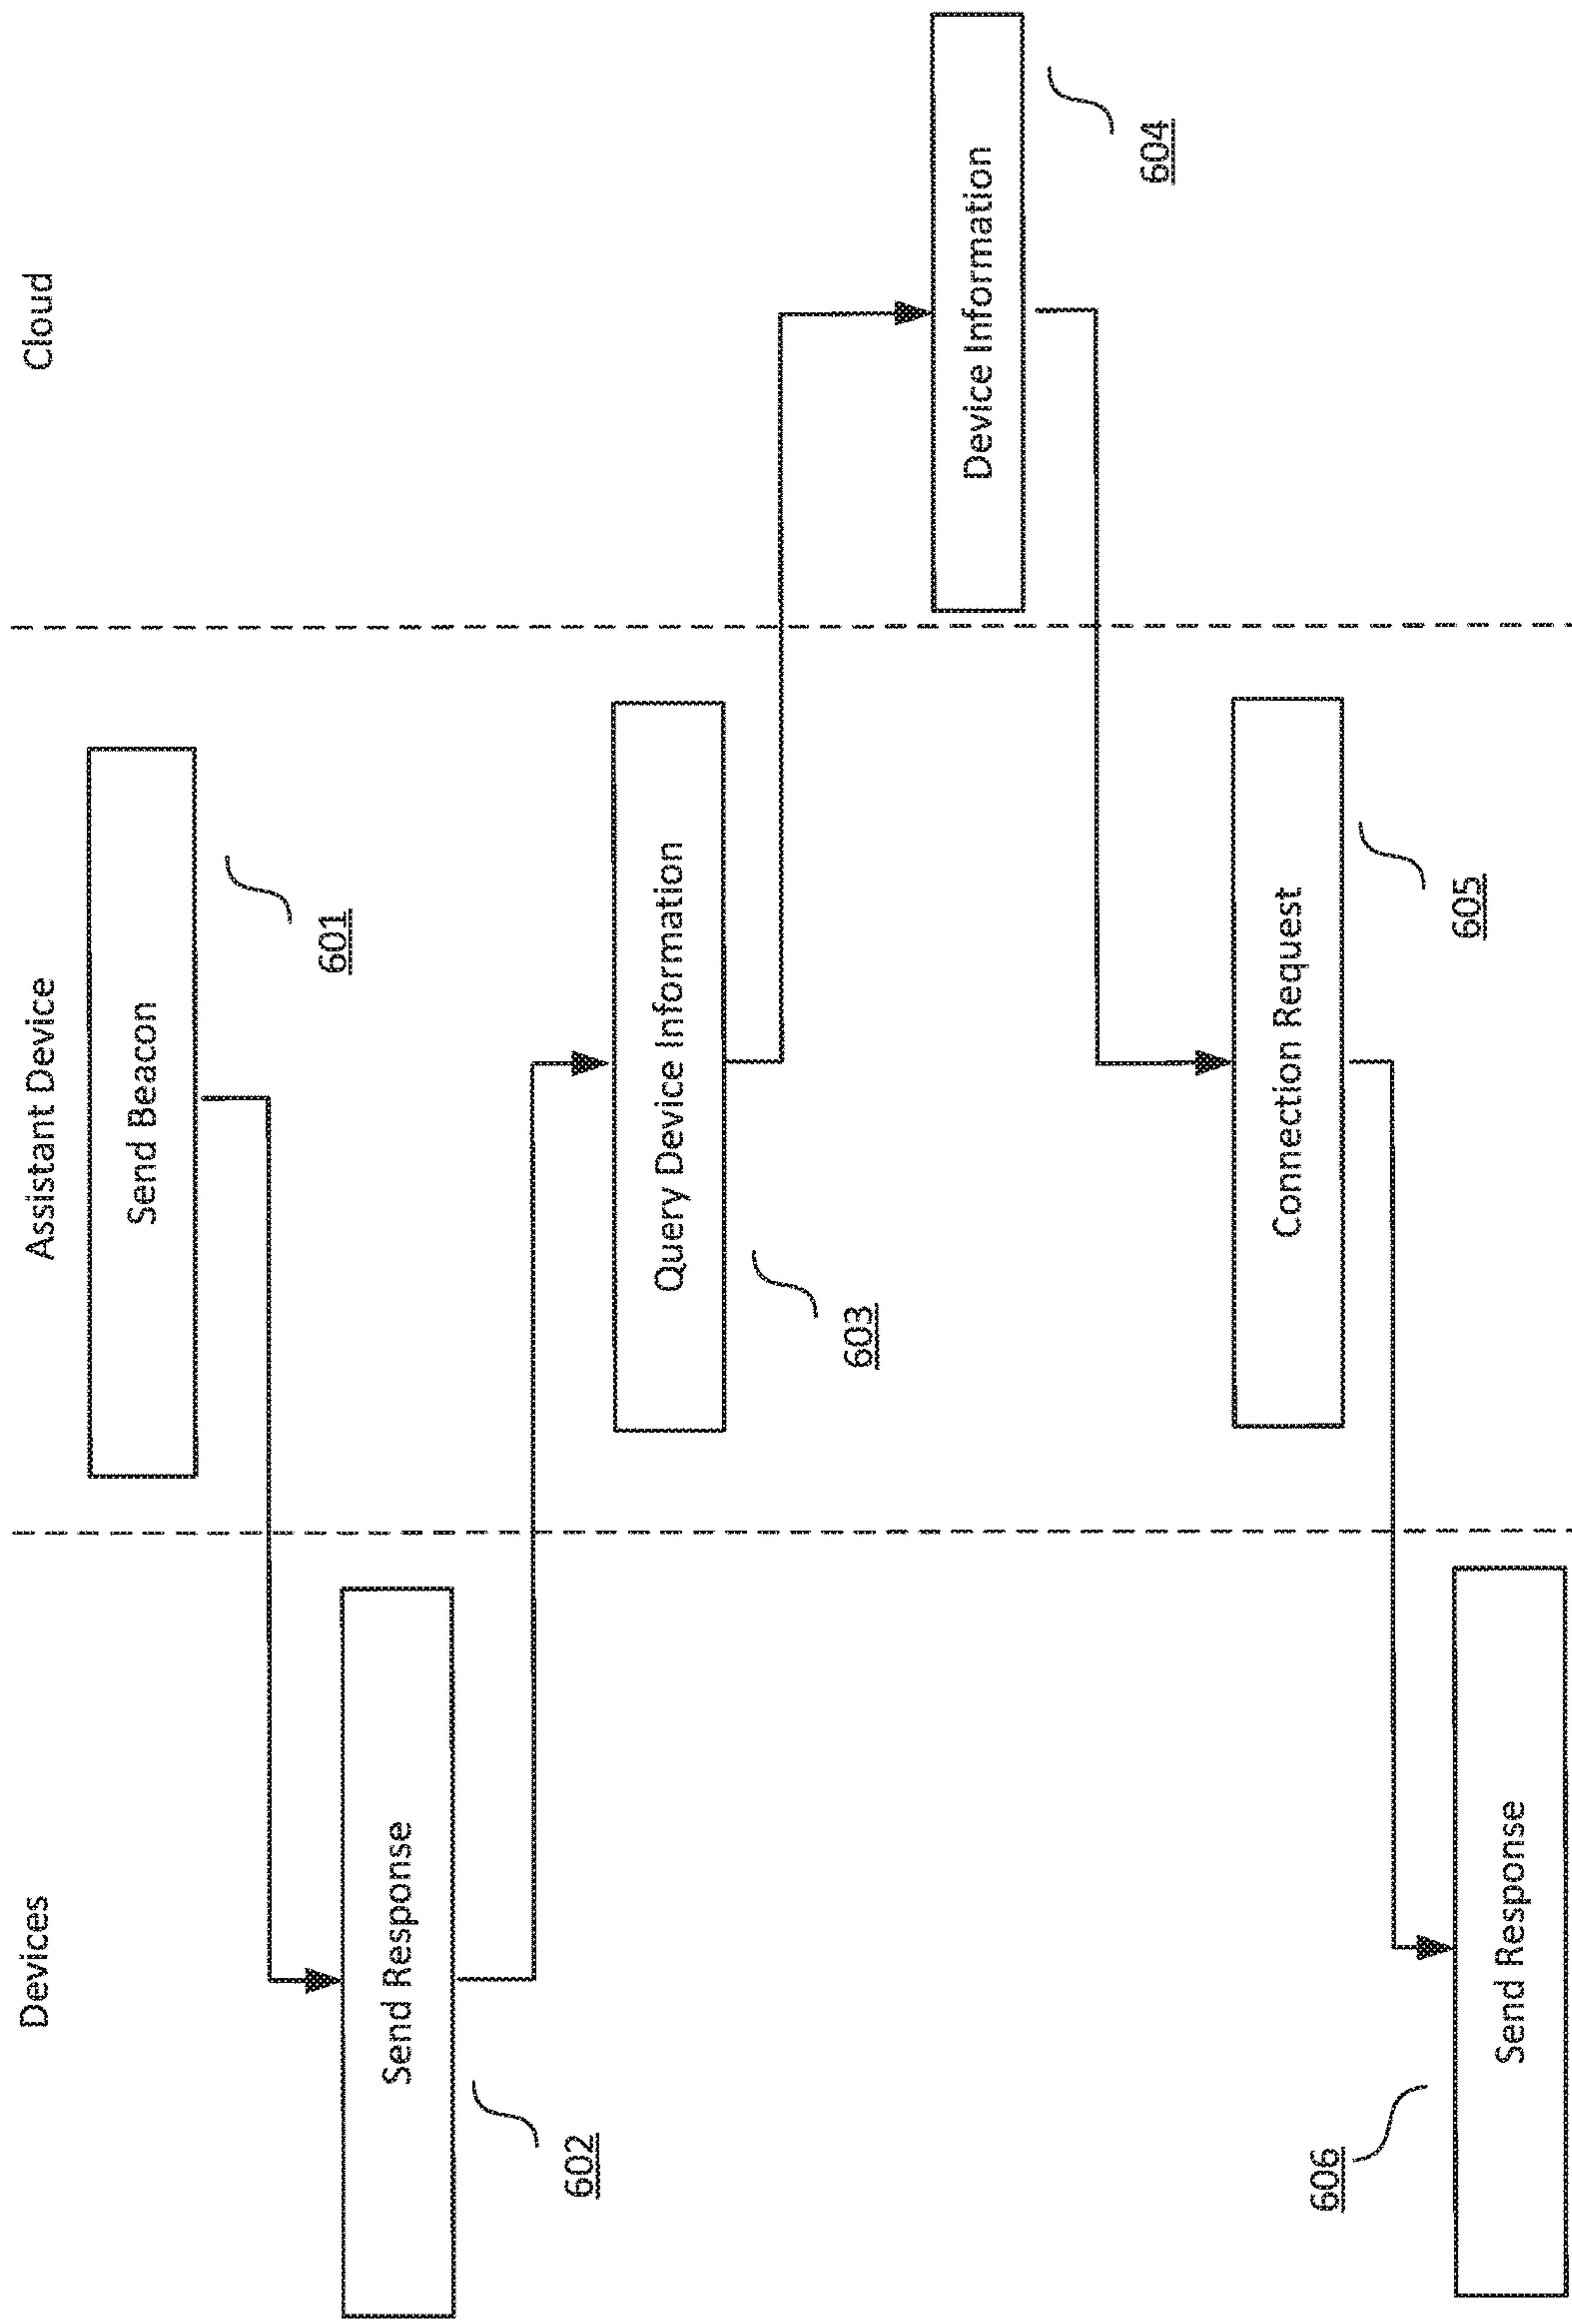 Devices
Assistant Device
Cloud
Send Beacon
601
Send Response
602
Query Device Information
603
Device Information
604
Connection Request
605
Send Response
606